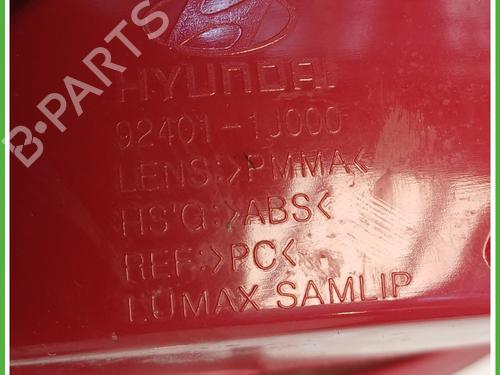 B-PARTS
HYUNDAI
92401-1J000
LENS:>PMMA<
HS'G:>ABS<
REF:>PC<
LUMAX SAMLIP